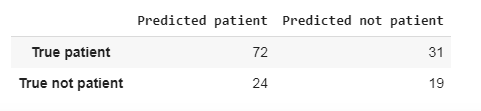 Predicted patient Predicted not patient
True patient 72 31
True not patient 24 19